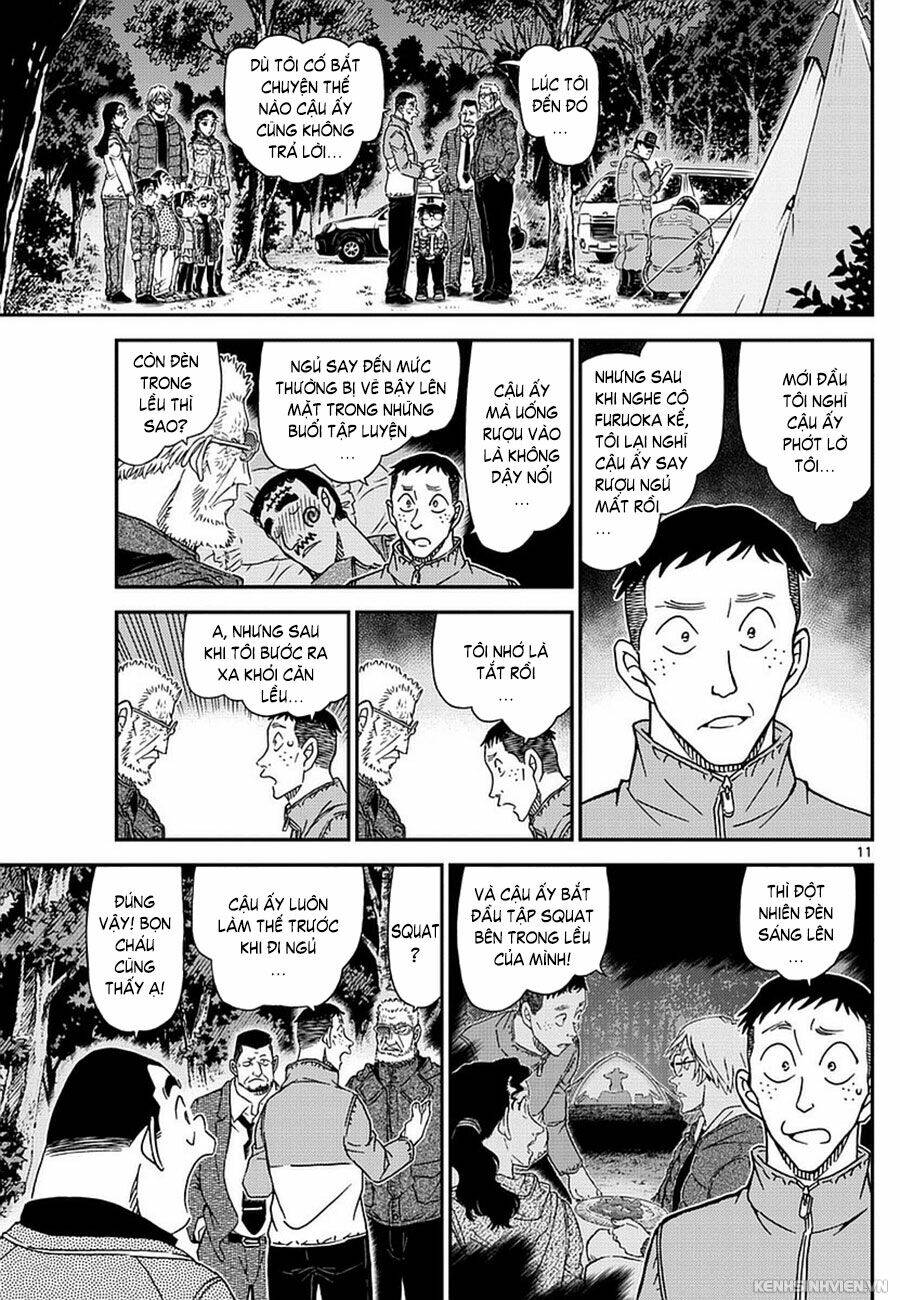 LÚC TÔI
ĐẾN ĐÓ
...
DÙ TÔI CỐ BẮT
CHUYỆN THẾ
NÀO CẬU ẤY
CŨNG KHÔNG
TRẢ LỜI...
MỚI ĐẦU
TÔI NGHĨ
CẬU ẤY
PHỚT LỜ
TÔI...
NHƯNG SAU
KHI NGHE CÔ
FURUOKA KỂ,
TÔI LẠI NGHĨ
CẬU ẤY SAY
RƯỢU NGỦ
MẤT RỒI
...
CẬU ẤY
MÀ UỐNG
RƯỢU VÀO
LÀ KHÔNG
DẬY NỔI
...
NGỦ SAY ĐẾN MỨC
THƯỜNG BỊ VẼ BẬY LÊN
MẶT TRONG NHỮNG
BUỔI TẬP LUYỆN
...
CÒN ĐÈN
TRONG
LỀU THÌ
SAO?
TÔI NHỚ LÀ
TẮT RỒI
...
A, NHƯNG SAU
KHI TÔI BƯỚC RA
XA KHỎI CĂN
LỀU...
11
THÌ ĐỘT
NHIÊN ĐÈN
SÁNG LÊN
...
VÀ CẬU ẤY BẮT
ĐẦU TẬP SQUAT
BÊN TRONG LỀU
CỦA MÌNH!
SQUAT
?
CẬU ẤY LUÔN
LÀM THẾ TRƯỚC
KHI ĐI NGỦ
...
ĐÚNG
VẬY! BỌN
CHÁU
CŨNG
THẤY Ạ!
KENHSINHVIEN.VN